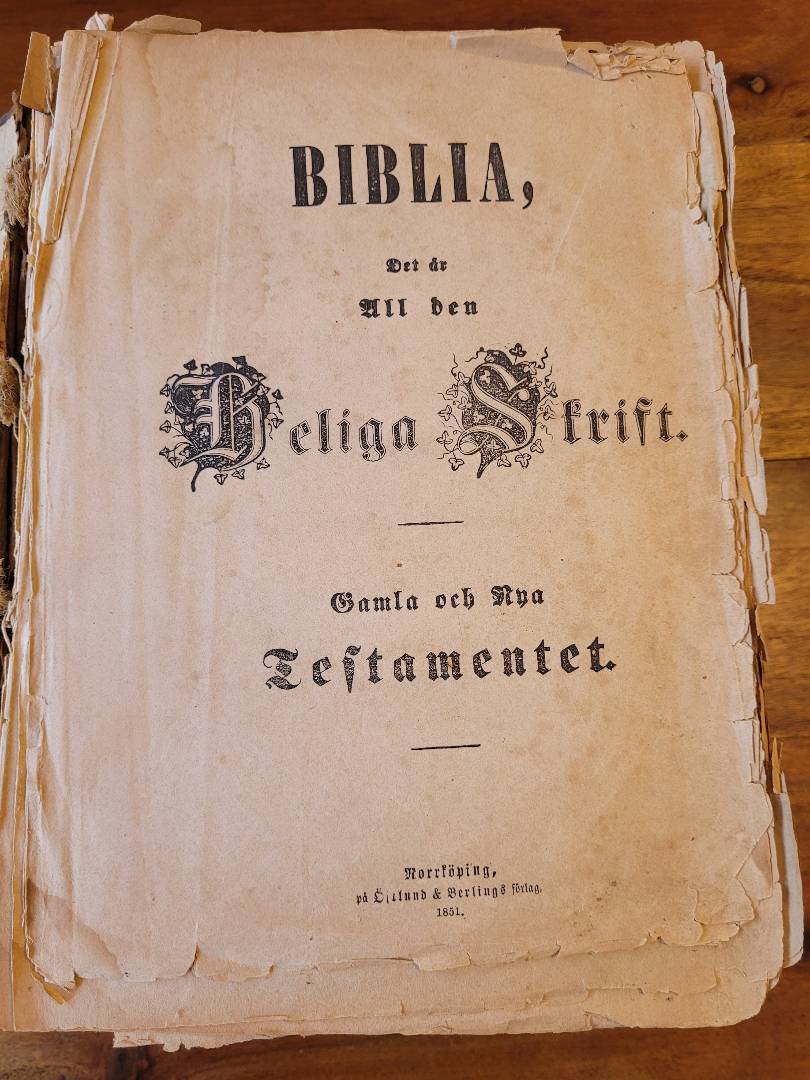 BIBLIA,
Det är
All den
Heliga Skrift.
Gamla och Nya
Testamentet.
Norrköping,
på Östlund & Berlings förlag.
1851.